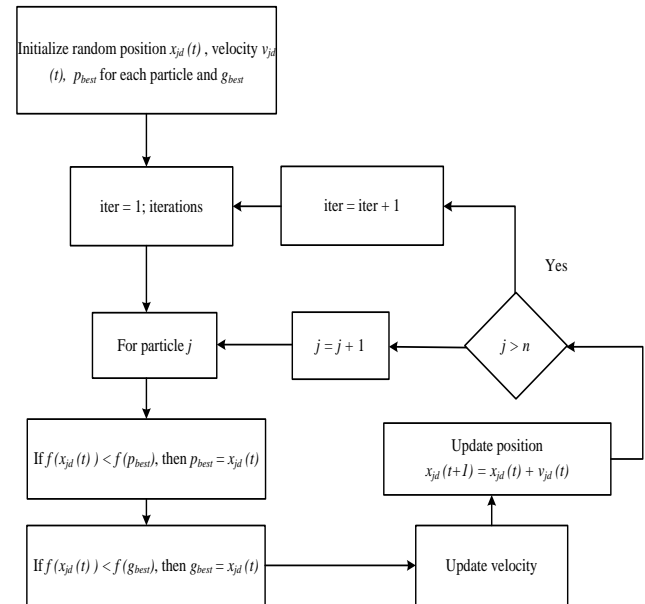 Initialize random position x_jd (t) , velocity v_jd
(t), p_best for each particle and g_best
iter = 1; iterations
iter = iter + 1
Yes
For particle j
j = j + 1
j > n
If f (x_jd (t) ) < f (p_best), then p_best = x_jd (t)
Update position
x_jd (t+1) = x_jd (t) + v_jd (t)
If f (x_jd (t) ) < f (g_best), then g_best = x_jd (t)
Update velocity